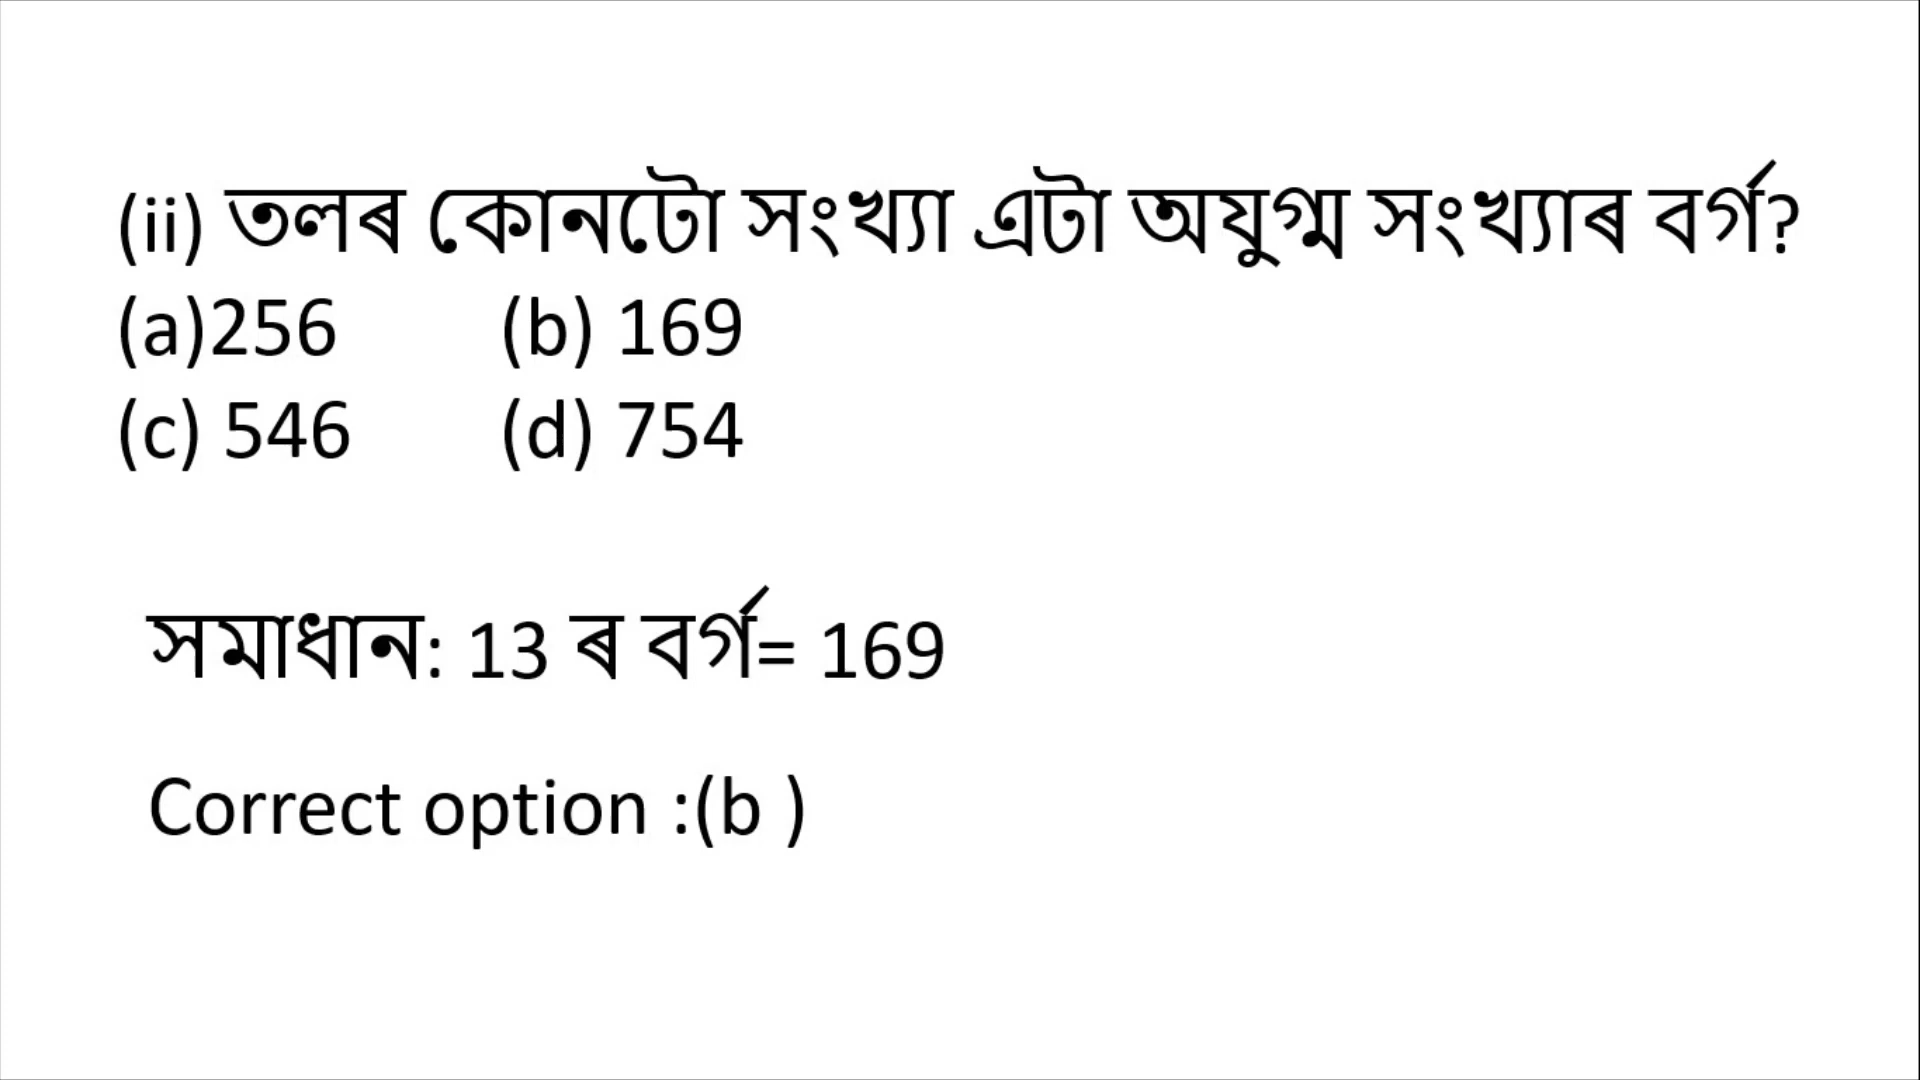 (ii) তলৰ কোনটো সংখ্যা এটা অযুগ্ম সংখ্যাৰ বৰ্গ?
(a)256 (b) 169
(c) 546 (d) 754
সমাধান: 13 ৰ বৰ্গ= 169
Correct option :(b )